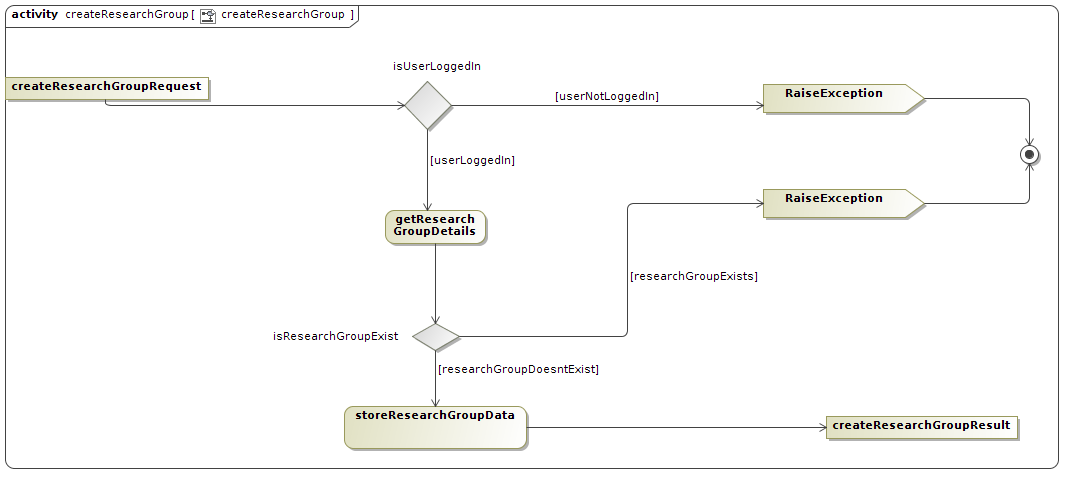 activity createResearchGroup[ createResearchGroup ]
isUserLoggedIn
createResearchGroupRequest
[userNotLoggedIn]
RaiseException
[userLoggedIn]
RaiseException
getResearch
GroupDetails
[researchGroupExists]
isResearchGroupExist
[researchGroupDoesntExist]
storeResearchGroupData
createResearchGroupResult